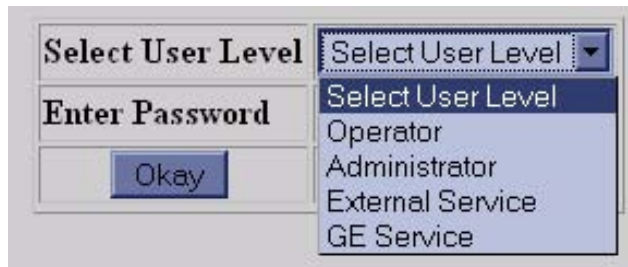 Select User Level Select User Level
Enter Password Select User Level
Operator
Okay Administrator
External Service
GE Service